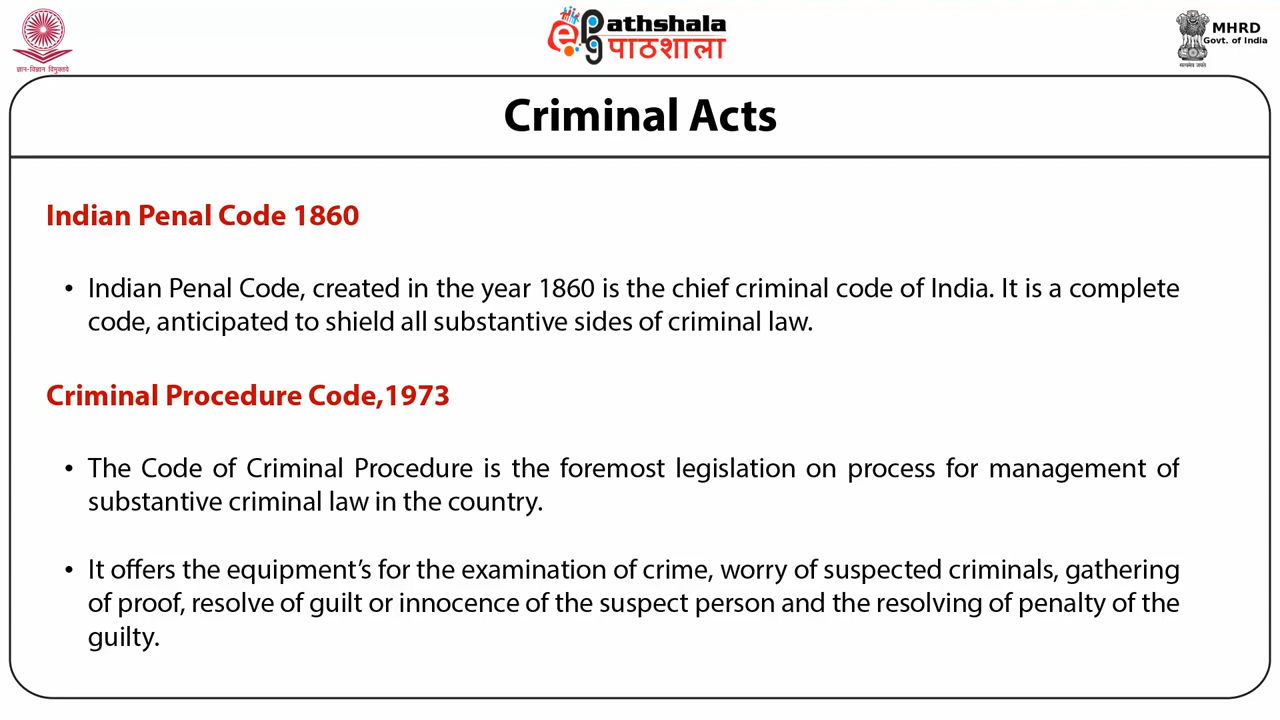 ज्ञान-विज्ञान विमुक्तये
ePathshala
पाठशाला
MHRD
Govt. of India
सत्यमेव जयते
Criminal Acts
Indian Penal Code 1860
• Indian Penal Code, created in the year 1860 is the chief criminal code of India. It is a complete
code, anticipated to shield all substantive sides of criminal law.
Criminal Procedure Code,1973
• The Code of Criminal Procedure is the foremost legislation on process for management of
substantive criminal law in the country.
• It offers the equipment's for the examination of crime, worry of suspected criminals, gathering
of proof, resolve of guilt or innocence of the suspect person and the resolving of penalty of the
guilty.